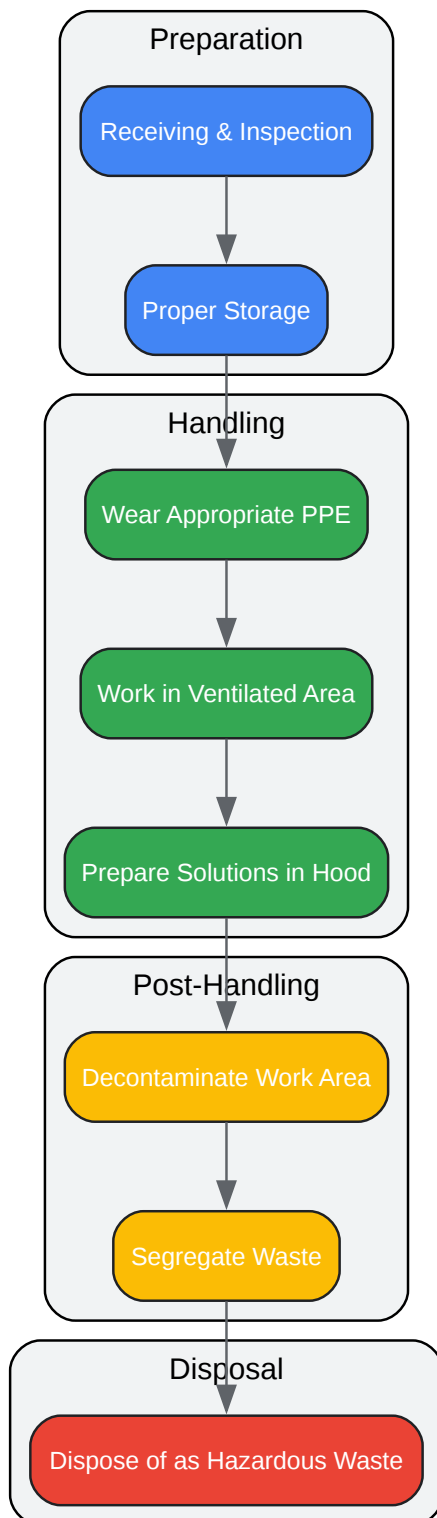 Preparation
Receiving & Inspection
Proper Storage
Handling
Wear Appropriate PPE
Work in Ventilated Area
Prepare Solutions in Hood
Post-Handling
Decontaminate Work Area
Segregate Waste
Disposal
Dispose of as Hazardous Waste